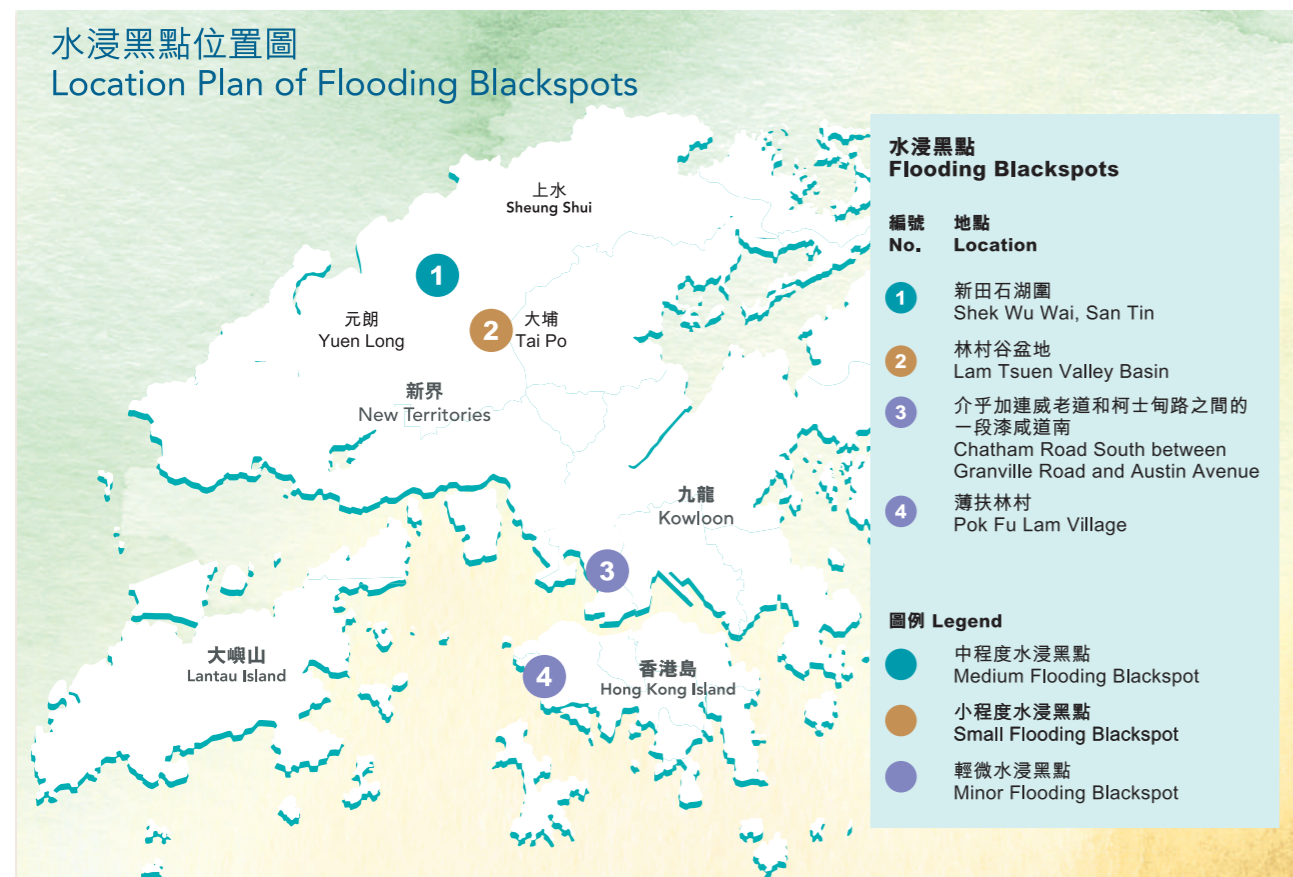 水浸黑點位置圖
Location Plan of Flooding Blackspots
上水
Sheung Shui
1
元朗
Yuen Long
2
大埔
Tai Po
新界
New Territories
九龍
Kowloon
3
大嶼山
Lantau Island
4
香港島
Hong Kong Island
水浸黑點
Flooding Blackspots
編號 地點
No. Location
1 新田石湖圍
Shek Wu Wai, San Tin
2 林村谷盆地
Lam Tsuen Valley Basin
3 介乎加連威老道和柯士甸路之間的
一段漆咸道南
Chatham Road South between
Granville Road and Austin Avenue
4 薄扶林村
Pok Fu Lam Village
圖例 Legend
中程度水浸黑點
Medium Flooding Blackspot
小程度水浸黑點
Small Flooding Blackspot
輕微水浸黑點
Minor Flooding Blackspot